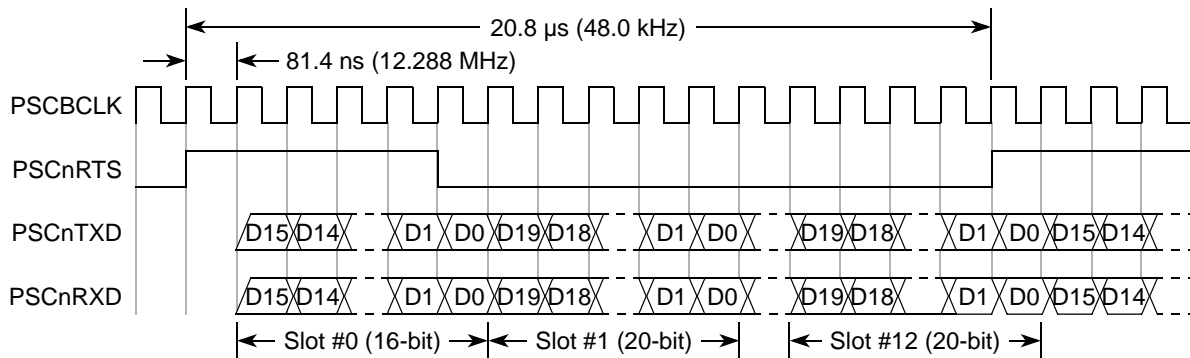 20.8 µs (48.0 kHz)
81.4 ns (12.288 MHz)
PSCBCLK
PSCnRTS
PSCnTXD D15 D14 D1 D0 D19 D18 D1 D0 D19 D18 D1 D0 D15 D14
PSCnRXD D15 D14 D1 D0 D19 D18 D1 D0 D19 D18 D1 D0 D15 D14
Slot #0 (16-bit) Slot #1 (20-bit) Slot #12 (20-bit)